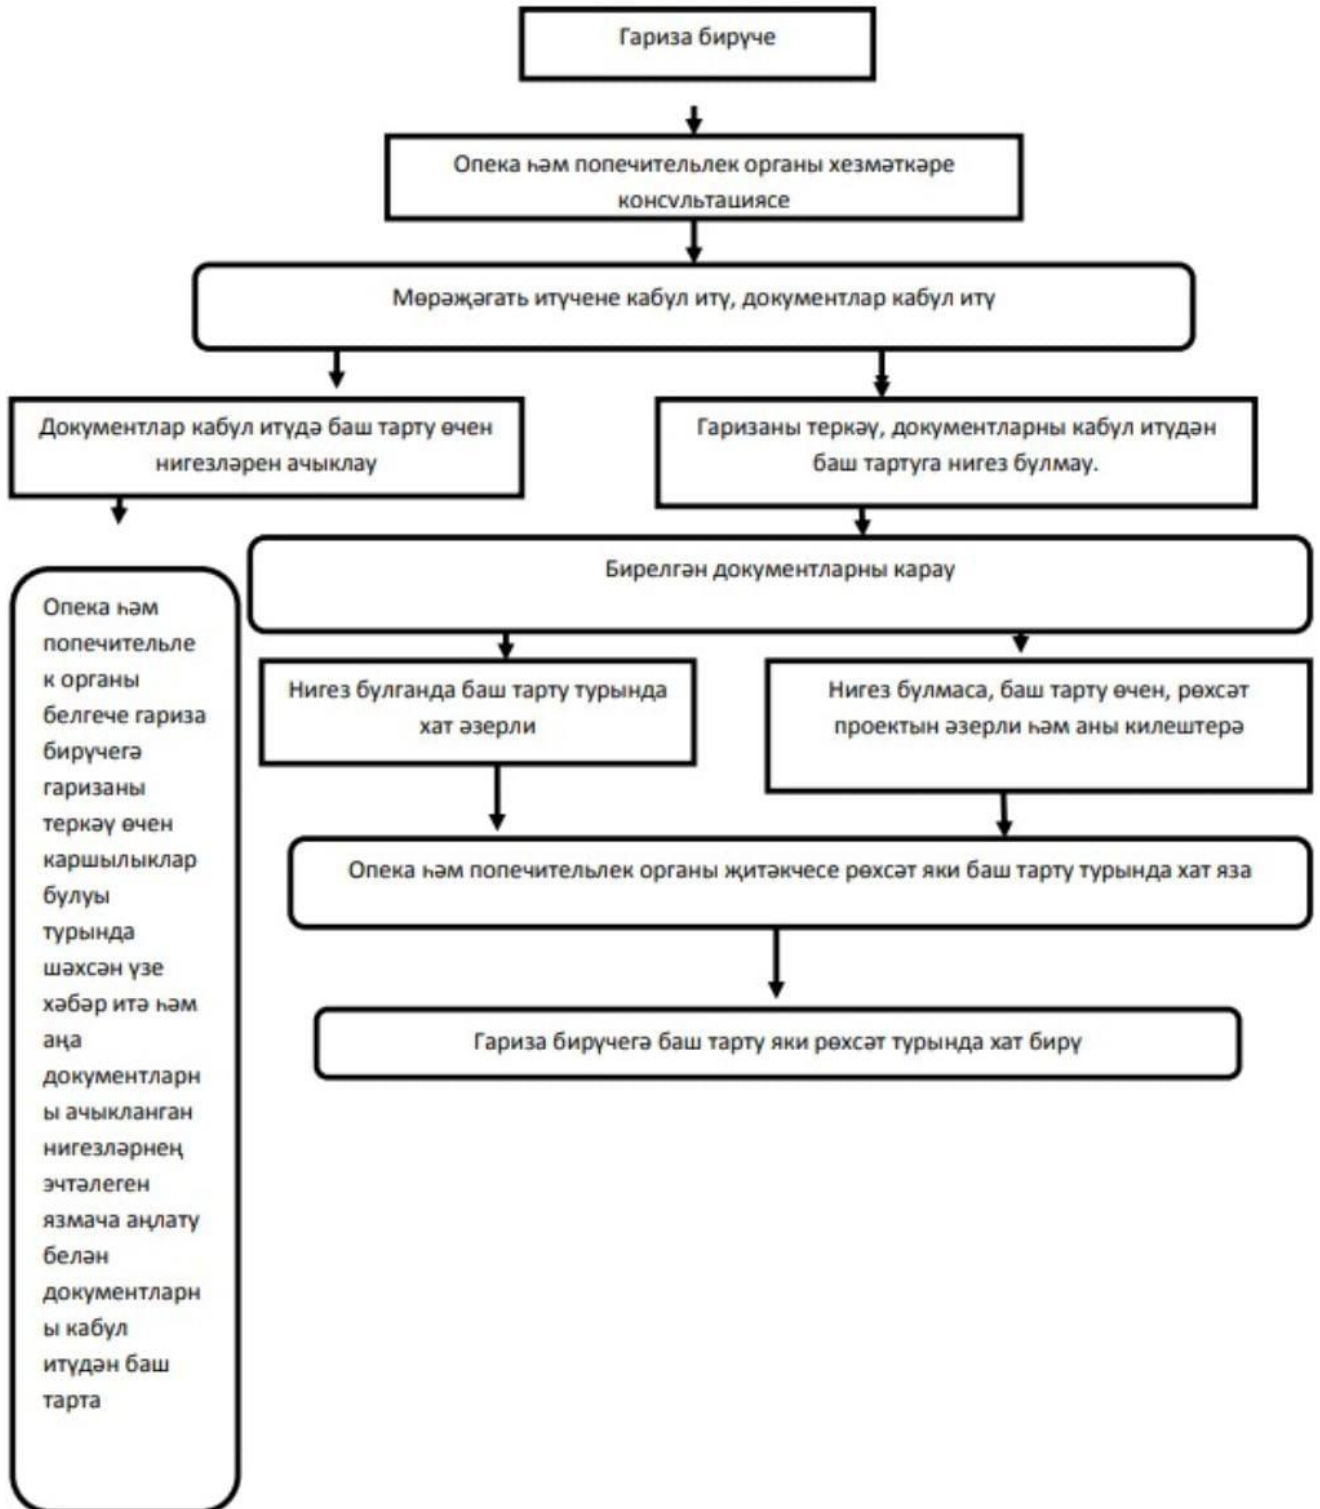 Гариза бирүче
Опека һәм попечительлек органы хезмәткәре
консультациясе
Мөрәҗәгать итүчене кабул итү, документлар кабул итү
Документлар кабул итүдә баш тарту өчен
нигезләрен ачыклау
Гаризаны теркәү, документларны кабул итүдән
баш тартуга нигез булмау.
Бирелгән документларны карау
Опека һәм
попечительле
к органы
белгече гариза
бирүчегә
гаризаны
теркәү өчен
каршылыклар
булуы
турында
шәхсән үзе
хәбәр итә һәм
аңа
документларн
ы ачыкланган
нигезләрнең
эчтәлеген
язмача аңлату
белән
документларн
ы кабул
итүдән баш
тарта
Нигез булганда баш тарту турында
хат әзерли
Нигез булмаса, баш тарту өчен, рөхсәт
проектын әзерли һәм аны килештерә
Опека һәм попечительлек органы җитәкчесе рөхсәт яки баш тарту турында хат яза
Гариза бирүчегә баш тарту яки рөхсәт турында хат бирү